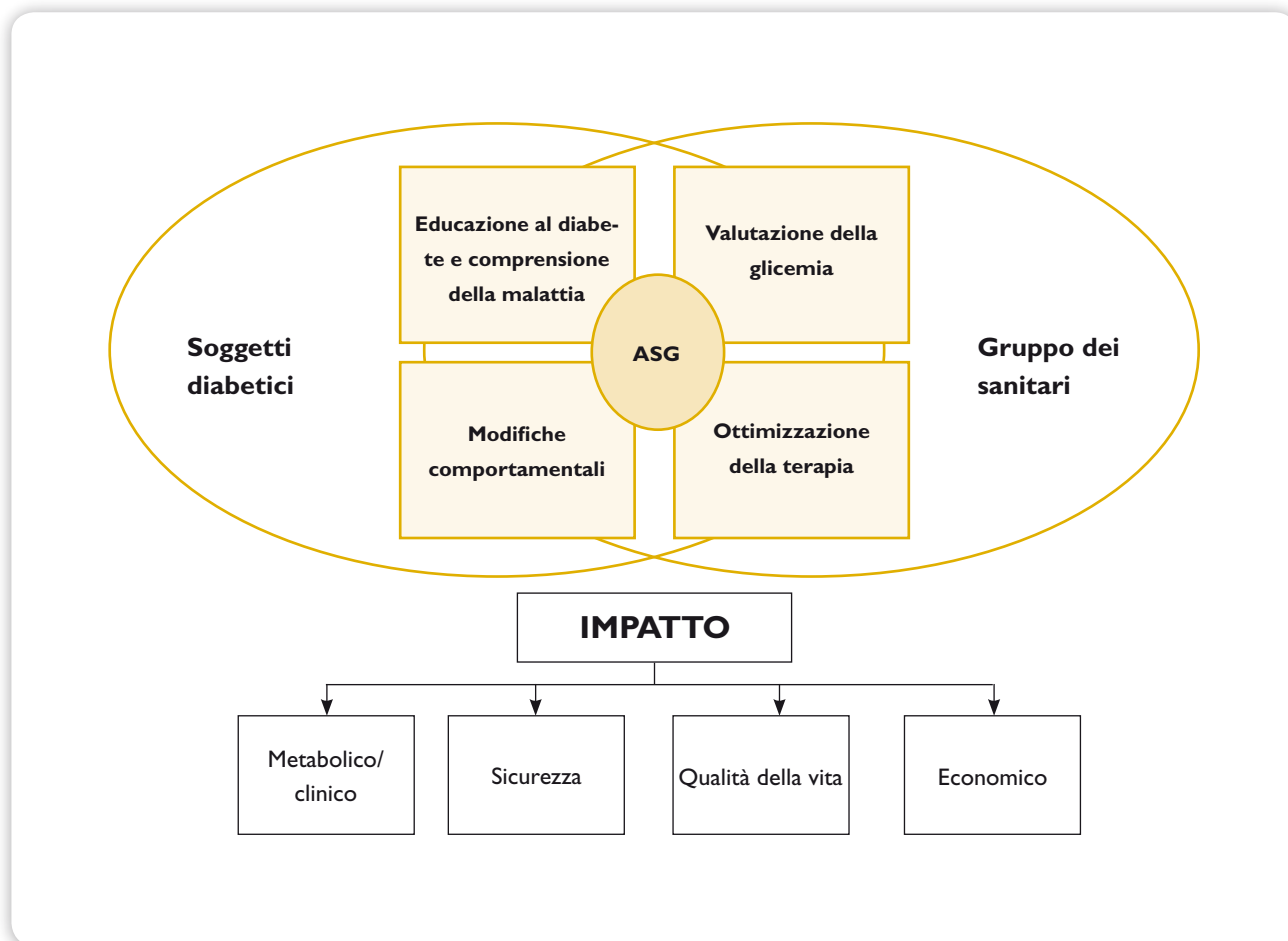 Educazione al diabe-
te e comprensione
della malattia
Valutazione della
glicemia
Soggetti
diabetici
ASG
Gruppo dei
sanitari
Modifiche
comportamentali
Ottimizzazione
della terapia
IMPATTO
Metabolico/
clinico
Sicurezza
Qualità della vita
Economico